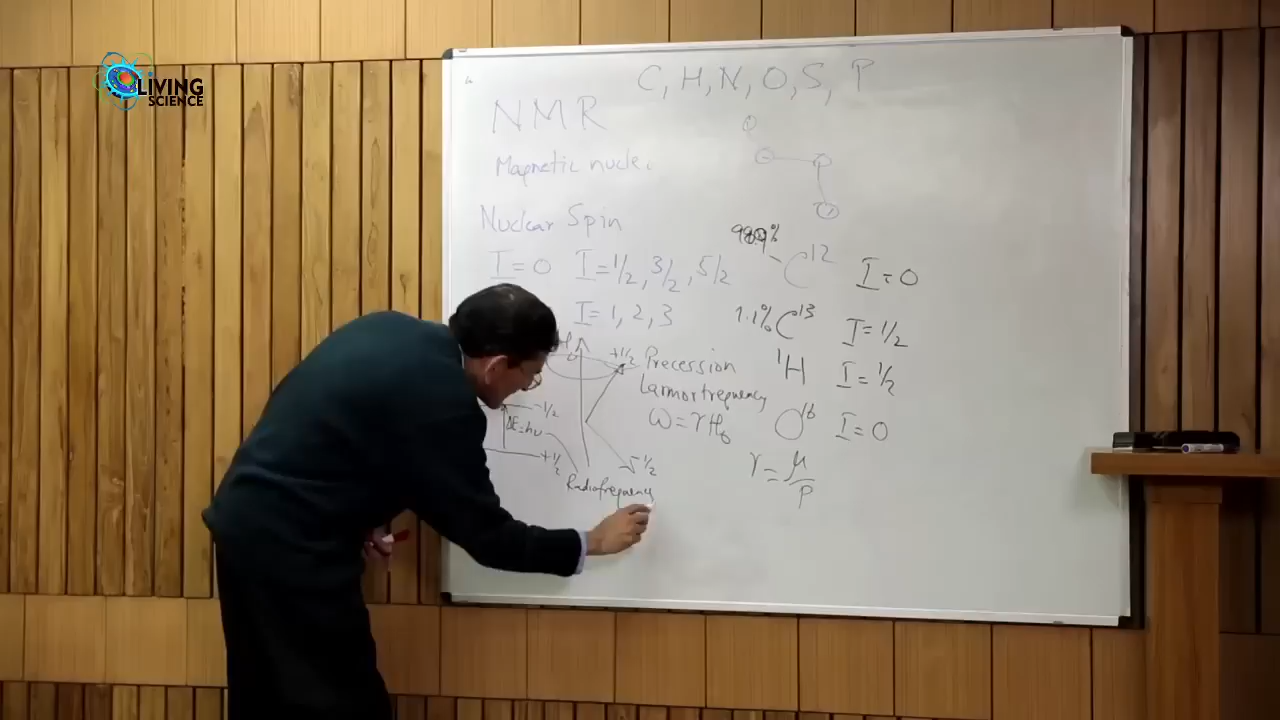 LIVING
SCIENCE
C, H, N, O, S, P
NMR
Magnetic nuclei
Nuclear Spin
I = 0 I = 1/2, 3/2, 5/2
I = 1, 2, 3
C12 I = 0
1.1% C13 I = 1/2
1H I = 1/2
O16 I = 0
γ = μ/p
H0
+1/2
Precession
Larmor frequency
ω = γH0
-1/2
ΔE = hν
+1/2
-1/2
Radiofrequency